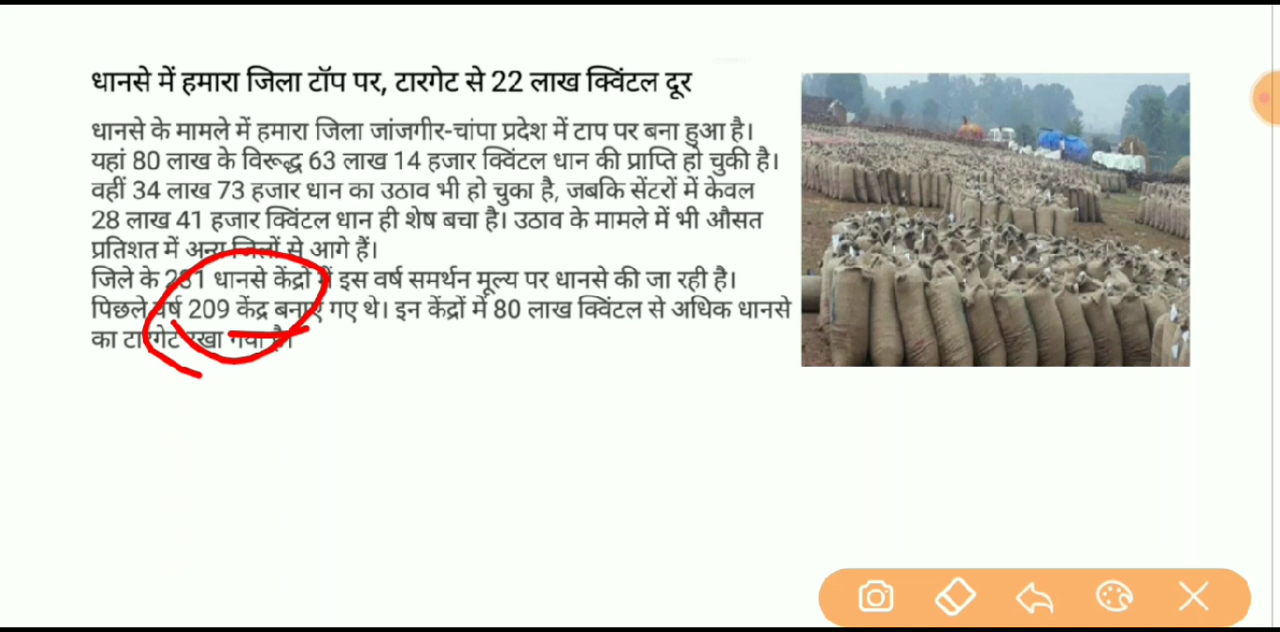 धानसे में हमारा जिला टॉप पर, टारगेट से 22 लाख क्विंटल दूर
धानसे के मामले में हमारा जिला जांजगीर-चांपा प्रदेश में टाप पर बना हुआ है।
यहां 80 लाख के विरूद्ध 63 लाख 14 हजार क्विंटल धान की प्राप्ति हो चुकी है।
वहीं 34 लाख 73 हजार धान का उठाव भी हो चुका है, जबकि सेंटरों में केवल
28 लाख 41 हजार क्विंटल धान ही शेष बचा है। उठाव के मामले में भी औसत
प्रतिशत में अन्य जिलों से आगे हैं।
जिले के धानसे केंद्रों में इस वर्ष समर्थन मूल्य पर धानसे की जा रही है।
पिछले वर्ष 209 केंद्र बनाए गए थे। इन केंद्रों में 80 लाख क्विंटल से अधिक धानसे
का टारगेट रखा गया है।